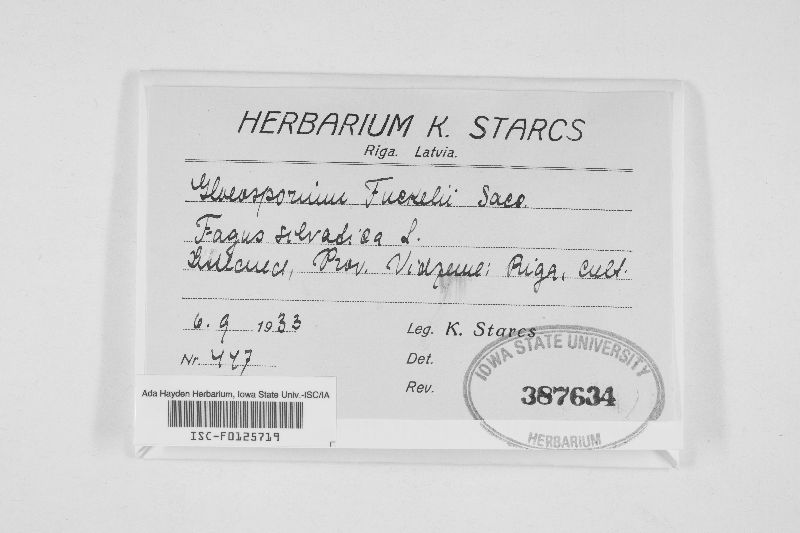 HERBARIUM K. STARCS
Riga. Latvia.
Gloeosporium Fuckelii Sacc.
Fagus silvatica L.
Prov. Vidzeme: Riga, cult.
6. 9 1933
Leg. K. Starcs
Nr. 447
Det.
Rev.
IOWA STATE UNIVERSITY
387634
HERBARIUM
Ada Hayden Herbarium, Iowa State Univ.-ISC/IA
ISC-F0125719